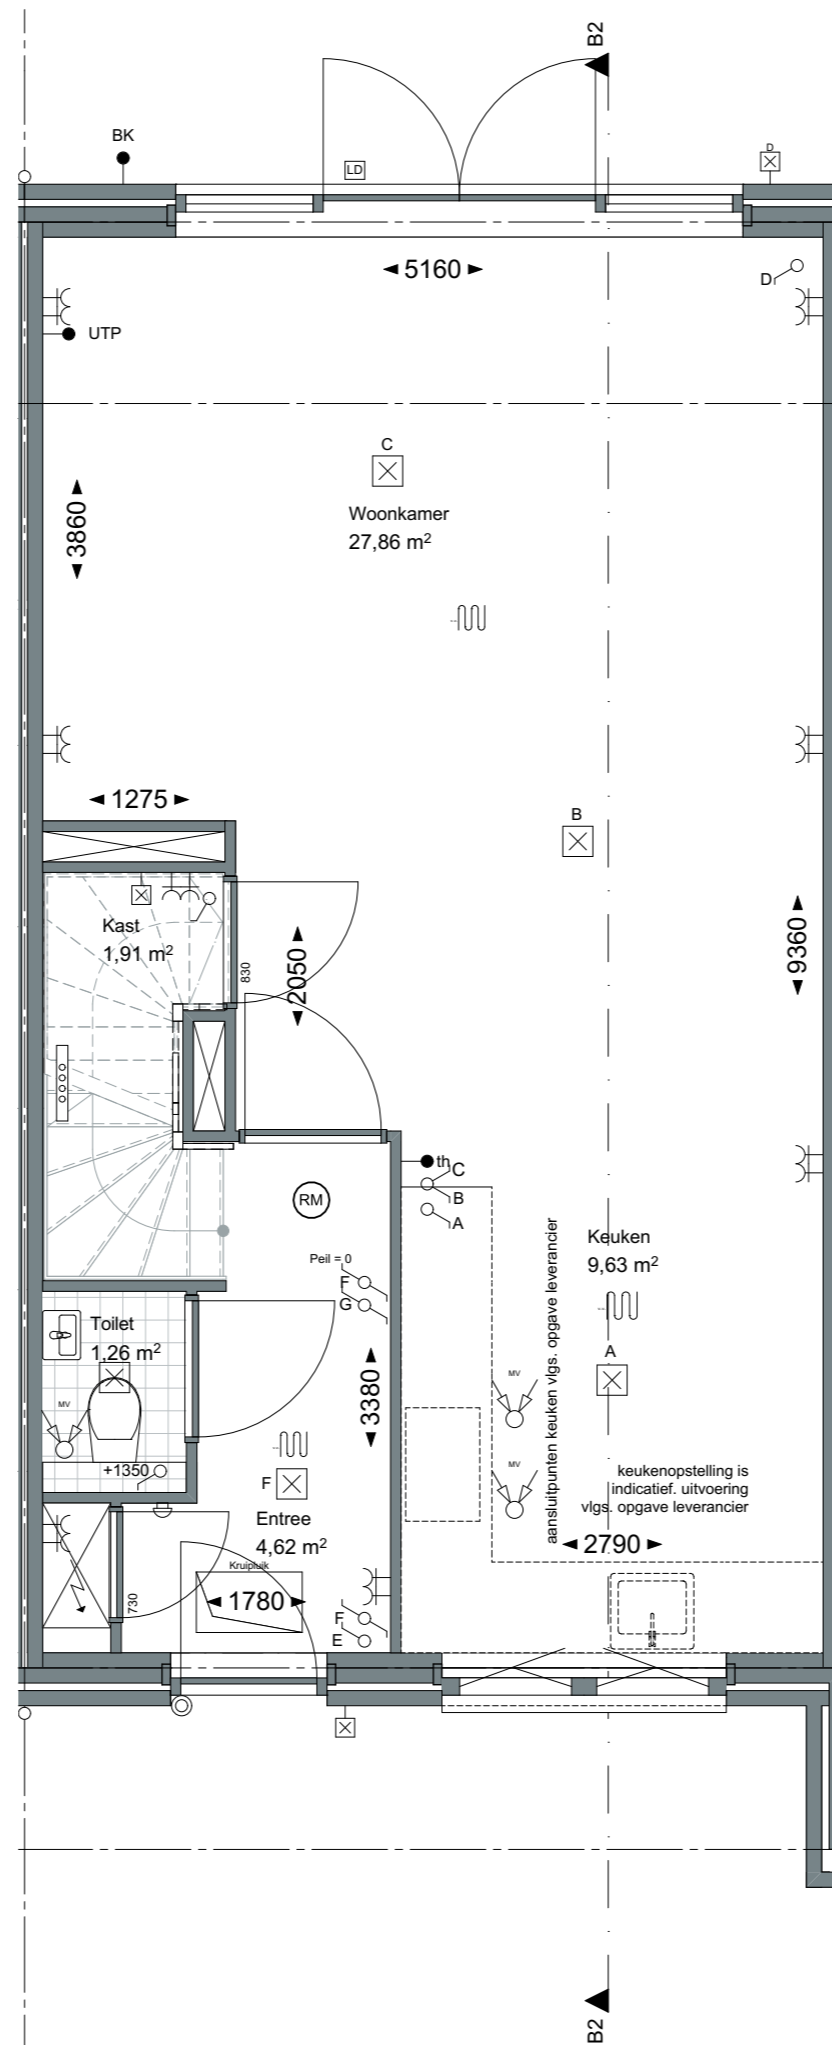 B2
BK
D
LD
5160
D
UTP
C
Woonkamer
27,86 m²
3860
1275
B
Kast
1,91 m²
830
2050
9360
th
C
B
A
RM
Peil = 0
F
G
Keuken
9,63 m²
aansluitpunten keuken vlgs. opgave leverancier
Toilet
1,26 m²
MV
+1350
3380
A
MV
MV
keukenopstelling is
indicatief. uitvoering
vlgs. opgave leverancier
2790
F
Entree
4,62 m²
Kruipluik
1780
730
F
E
B2